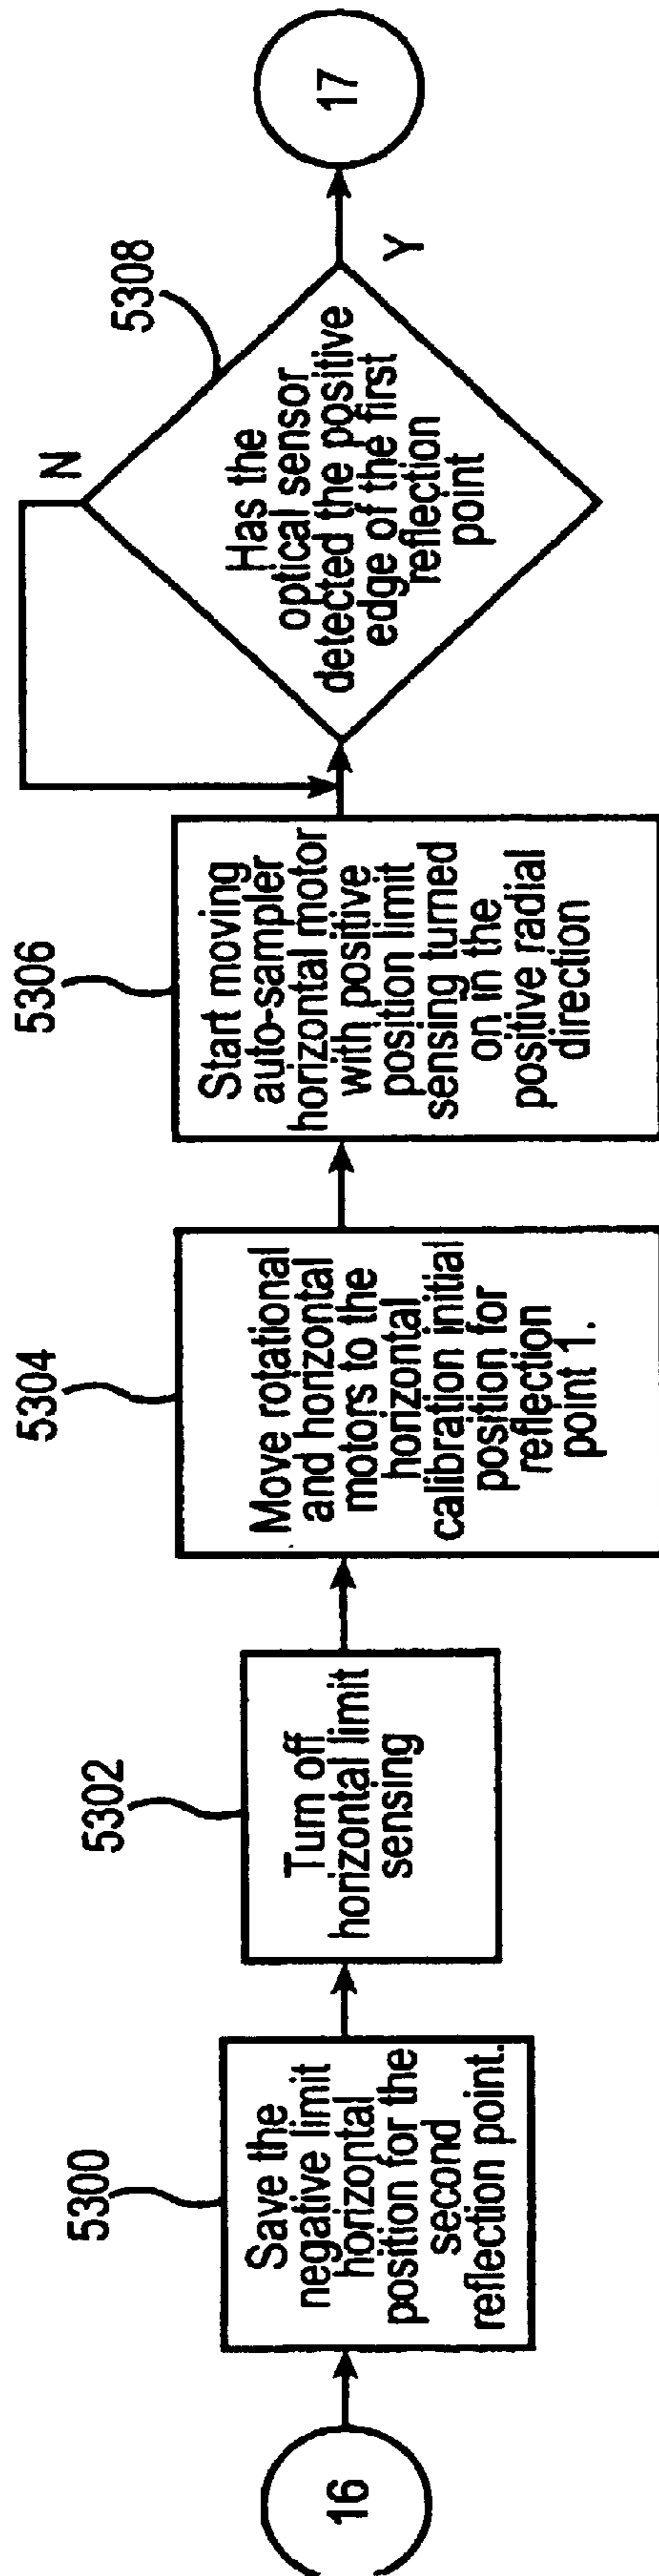 16
5300
Save the
negative limit
horizontal
position for the
second
reflection point.
5302
Turn off
horizontal limit
sensing
5304
Move rotational
and horizontal
motors to the
horizontal
calibration initial
position for
reflection
point 1.
5306
Start moving
auto-sampler
horizontal motor
with positive
position limit
sensing turned
on in the
positive radial
direction
5308
N
Has the
optical sensor
detected the positive
edge of the first
reflection
point
Y
17